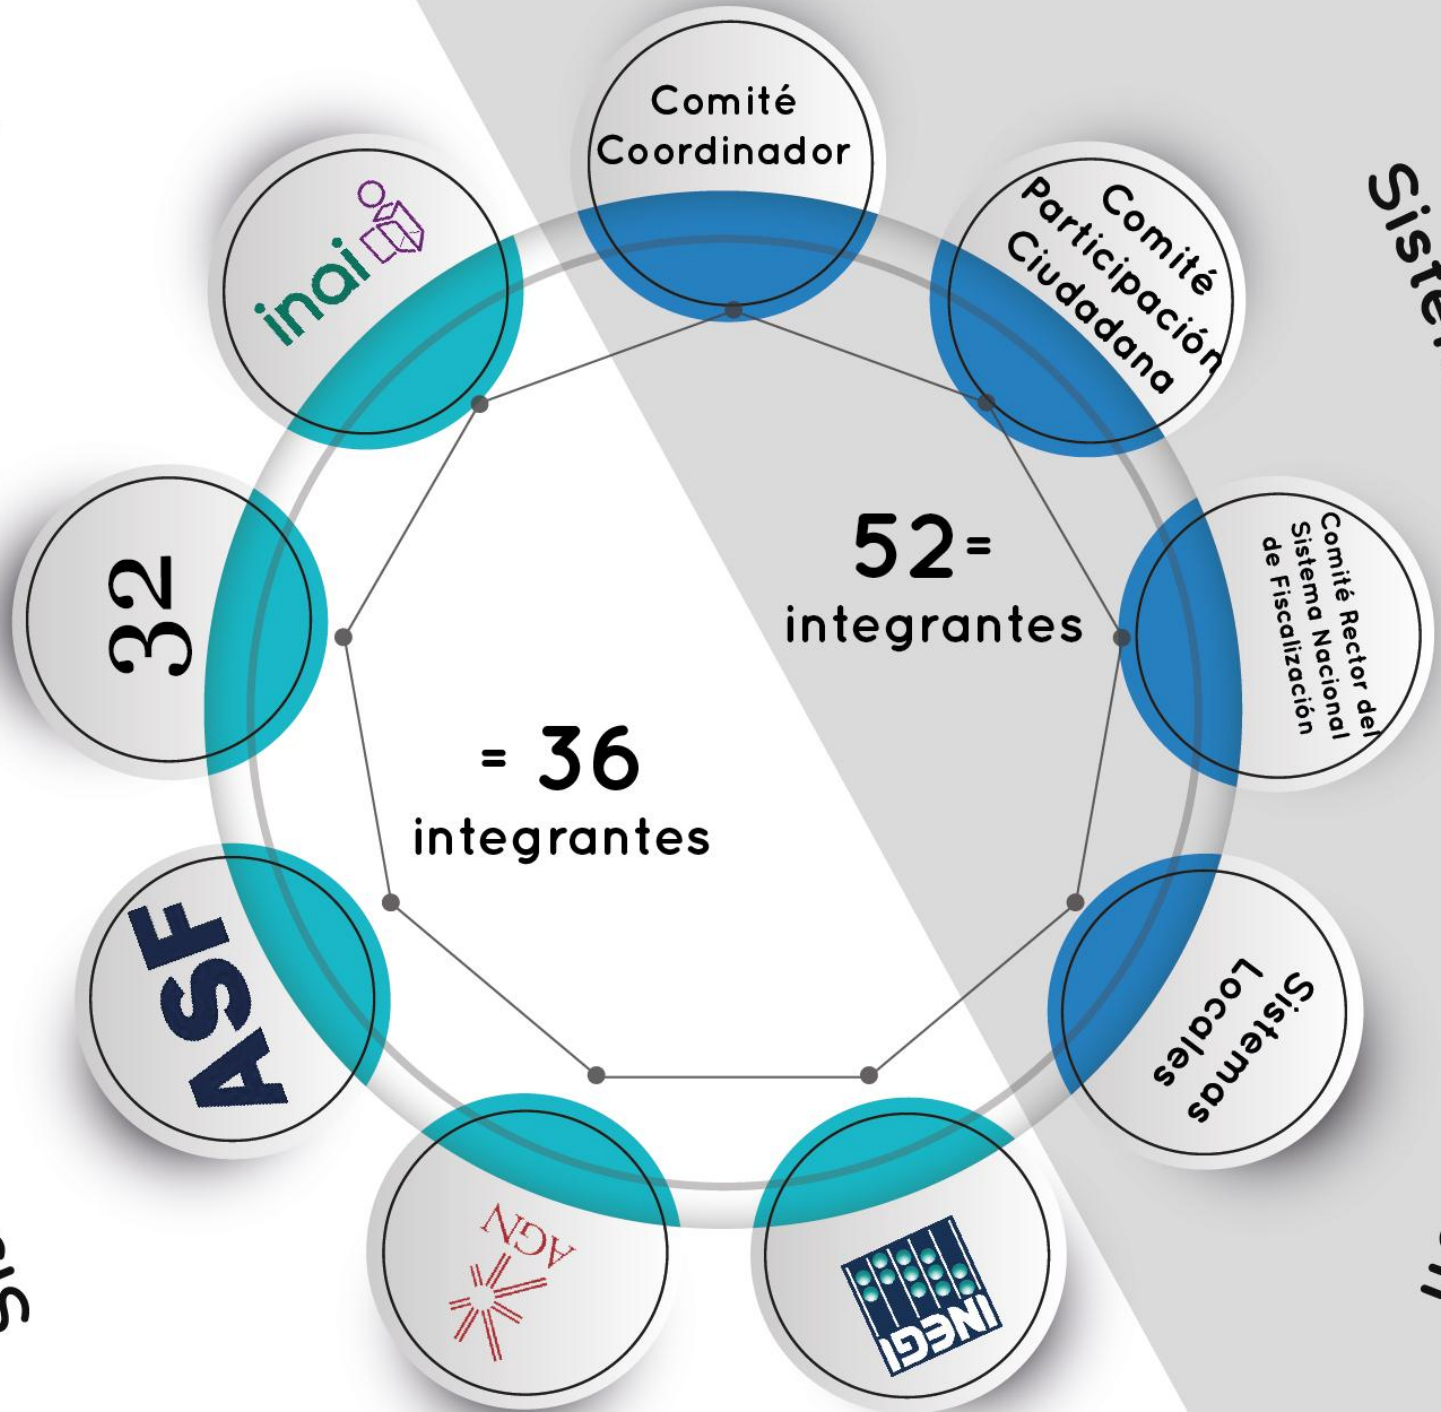 Comité
Coordinador
Comité
Participación
Ciudadana
Comité Rector del
Sistema Nacional
de Fiscalización
Sistemas
Locales
INEGI
AGN
ASF
32
inai
52=
integrantes
= 36
integrantes